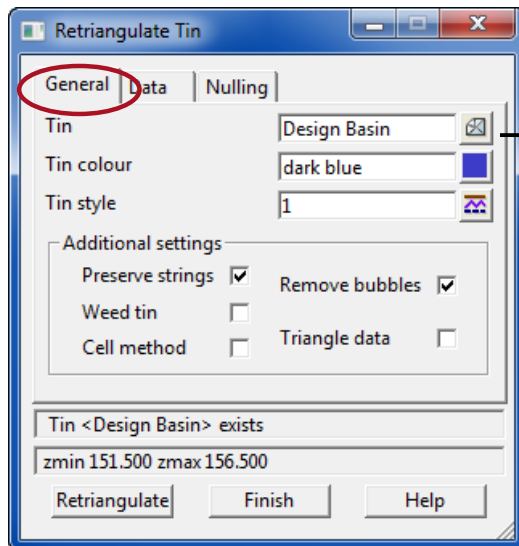 Retriangulate Tin
General Data Nulling
Tin Design Basin
Tin colour dark blue
Tin style 1
Additional settings
Preserve strings Remove bubbles
Weed tin
Cell method Triangle data
Tin <Design Basin> exists
zmin 151.500 zmax 156.500
Retriangulate Finish Help